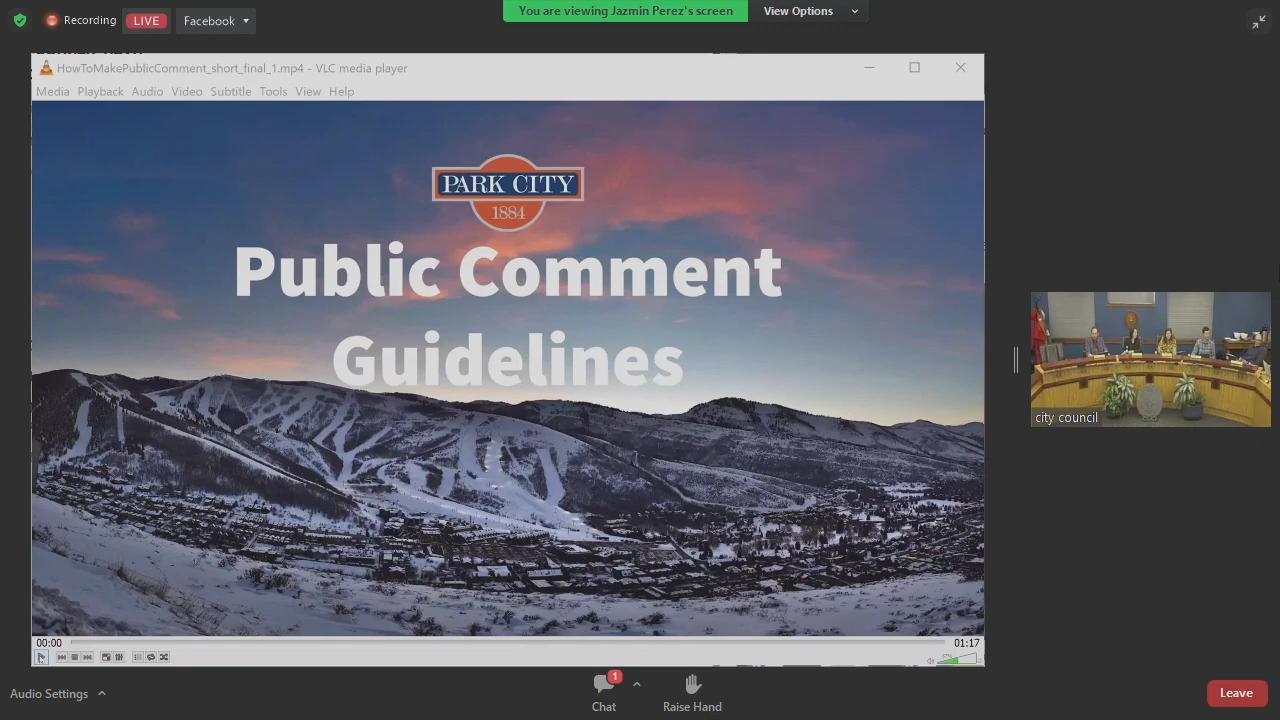 Recording
LIVE
Facebook
You are viewing Jazmin Perez's screen
View Options
HowToMakePublicComment_short_final_1.mp4 - VLC media player
Media Playback Audio Video Subtitle Tools View Help
PARK CITY
1884
Public Comment
Guidelines
city council
00:00
01:17
67%
Audio Settings
1
Chat
Raise Hand
Leave